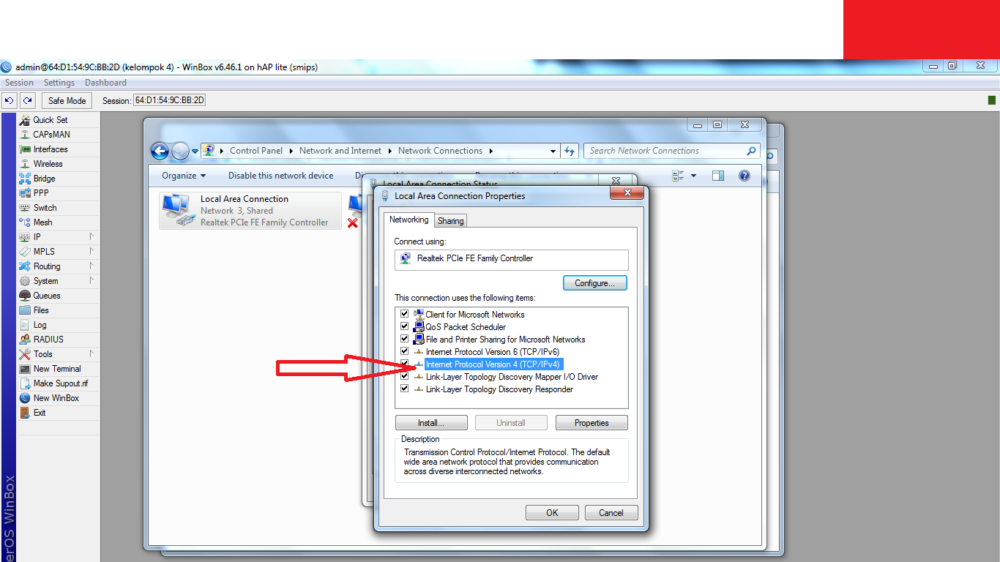 admin@64:D1:54:9C:BB:2D (kelompok 4) - WinBox v6.46.1 on hAP lite (smips)
Session Settings Dashboard
Safe Mode Session: 64:D1:54:9C:BB:2D
Quick Set
CAPsMAN
Interfaces
Wireless
Bridge
PPP
Switch
Mesh
IP
MPLS
Routing
System
Queues
Files
Log
RADIUS
Tools
New Terminal
Make Supout.rif
New WinBox
Exit
erOS WinBox
Control Panel Network and Internet Network Connections Search Network Connections
Organize Disable this network device
Local Area Connection
Network 3, Shared
Realtek PCIe FE Family Controller
Local Area Connection Status
Local Area Connection Properties
Networking Sharing
Connect using:
Realtek PCIe FE Family Controller
Configure...
This connection uses the following items:
Client for Microsoft Networks
QoS Packet Scheduler
File and Printer Sharing for Microsoft Networks
Internet Protocol Version 6 (TCP/IPv6)
Internet Protocol Version 4 (TCP/IPv4)
Link-Layer Topology Discovery Mapper I/O Driver
Link-Layer Topology Discovery Responder
Install... Uninstall Properties
Description
Transmission Control Protocol/Internet Protocol. The default
wide area network protocol that provides communication
across diverse interconnected networks.
OK Cancel